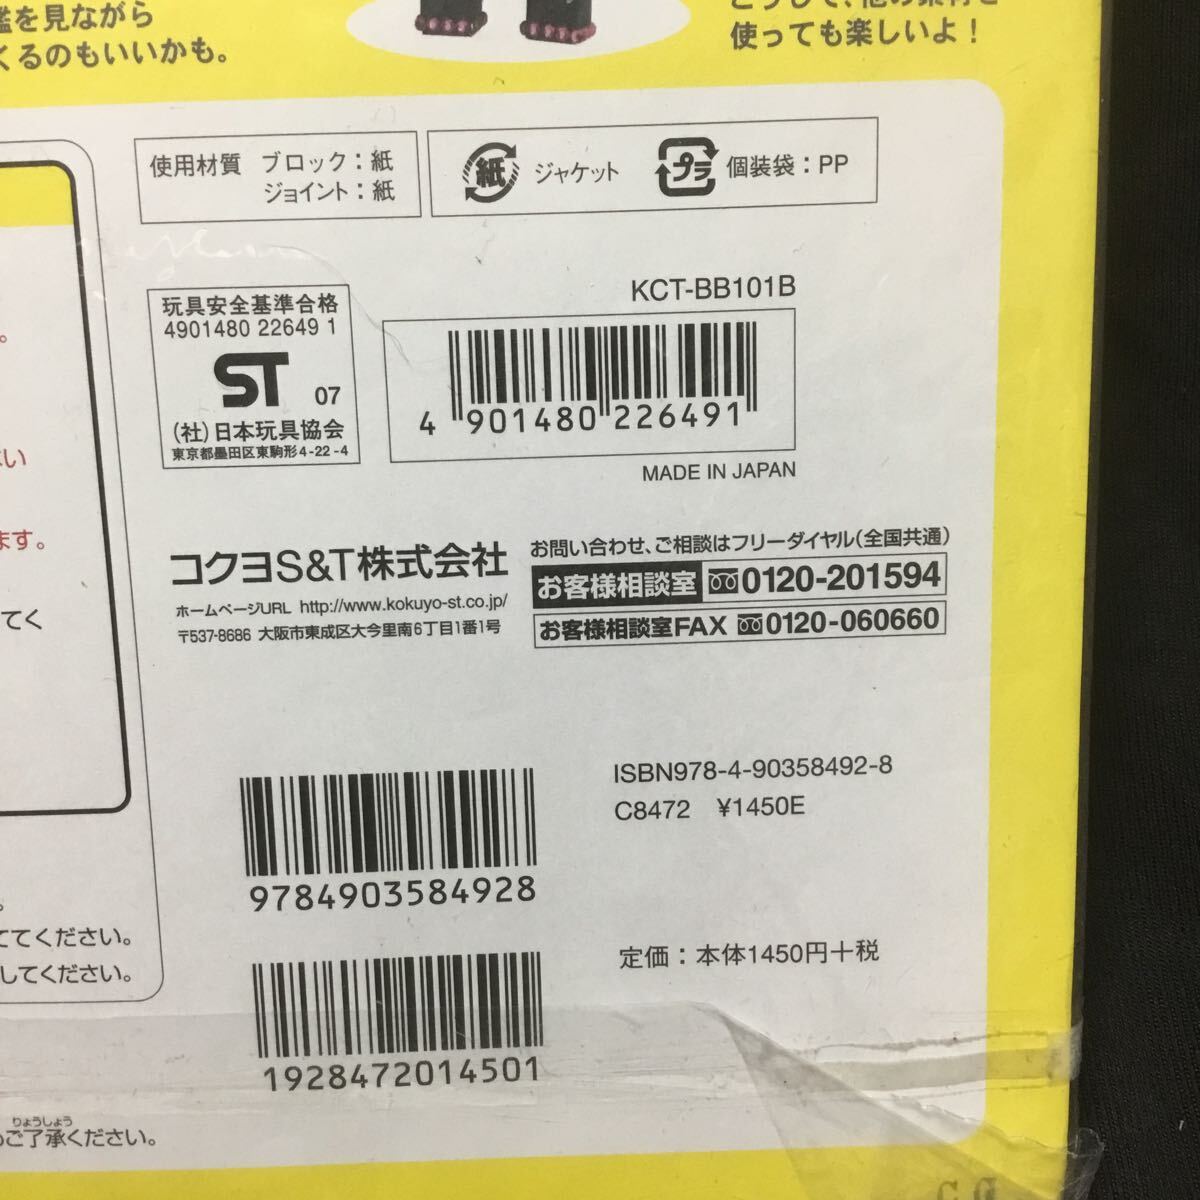 鑑を見ながら
くるのもいいかも。
使っても楽しいよ！
使用材質 ブロック：紙
ジョイント：紙
紙 ジャケット プラ 個装袋：PP
玩具安全基準合格
4901480 22649 1
ST 07
(社)日本玩具協会
東京都墨田区東駒形4-22-4
KCT-BB101B
4 901480 226491
MADE IN JAPAN
コクヨS&T株式会社
ホームページURL http://www.kokuyo-st.co.jp/
〒537-8686 大阪市東成区大今里南6丁目1番1号
お問い合わせ、ご相談はフリーダイヤル(全国共通)
お客様相談室 0120-201594
お客様相談室FAX 0120-060660
い
ます。
てく
ISBN978-4-90358492-8
C8472 ¥1450E
9784903584928
定価：本体1450円＋税
1928472014501
ててください。
してください。
ご了承ください。
りょうしょう